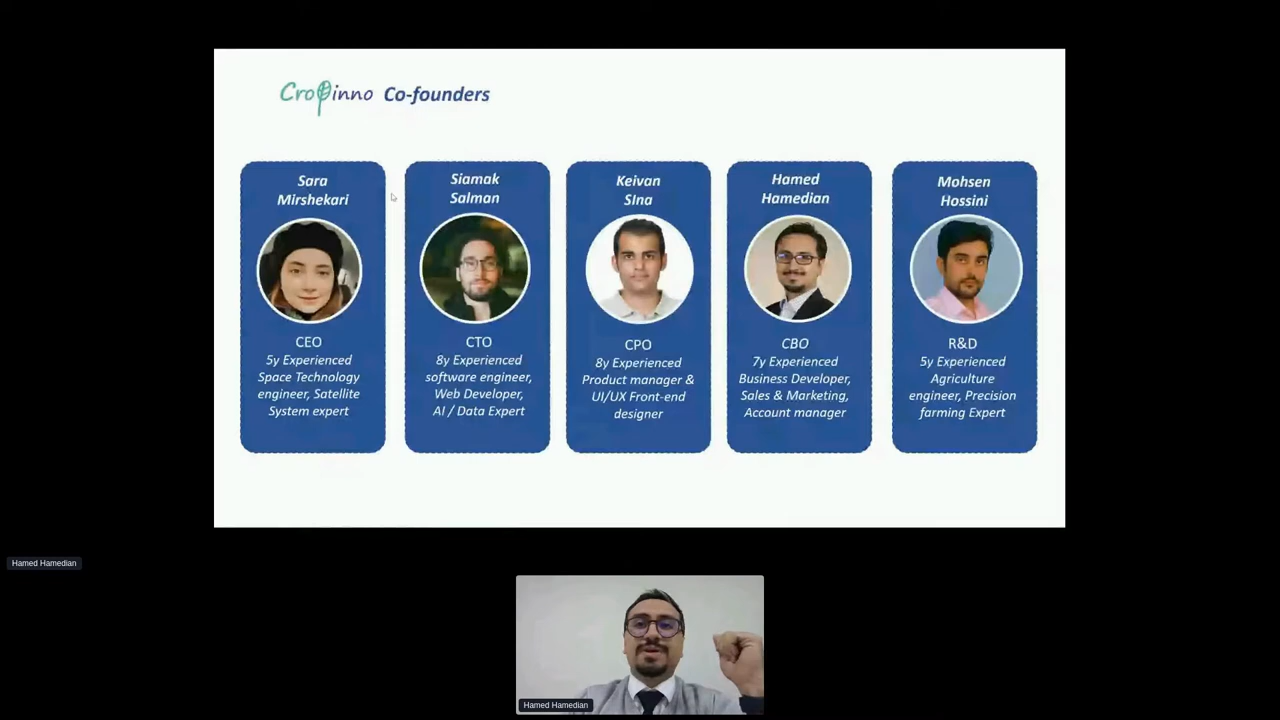 Cropinno Co-founders
Sara
Mirshekari
CEO
5y Experienced
Space Technology
engineer, Satellite
System expert
Siamak
Salman
CTO
8y Experienced
software engineer,
Web Developer,
AI / Data Expert
Keivan
SIna
CPO
8y Experienced
Product manager &
UI/UX Front-end
designer
Hamed
Hamedian
CBO
7y Experienced
Business Developer,
Sales & Marketing,
Account manager
Mohsen
Hossini
R&D
5y Experienced
Agriculture
engineer, Precision
farming Expert
Hamed Hamedian
Hamed Hamedian